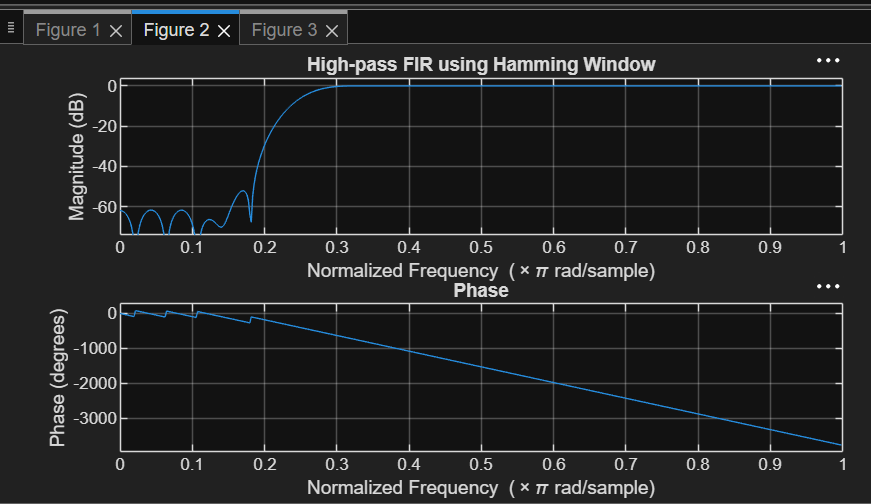 Figure 1 × Figure 2 × Figure 3 ×
High-pass FIR using Hamming Window
0
-20
-40
-60
Magnitude (dB)
0 0.1 0.2 0.3 0.4 0.5 0.6 0.7 0.8 0.9 1
Normalized Frequency (× π rad/sample)
Phase
0
-1000
-2000
-3000
Phase (degrees)
0 0.1 0.2 0.3 0.4 0.5 0.6 0.7 0.8 0.9 1
Normalized Frequency (× π rad/sample)